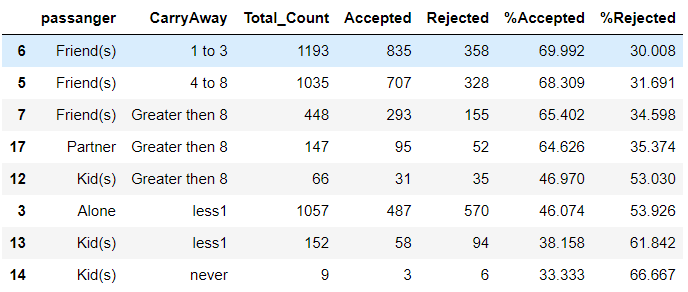 passanger CarryAway Total_Count Accepted Rejected %Accepted %Rejected
6 Friend(s) 1 to 3 1193 835 358 69.992 30.008
5 Friend(s) 4 to 8 1035 707 328 68.309 31.691
7 Friend(s) Greater then 8 448 293 155 65.402 34.598
17 Partner Greater then 8 147 95 52 64.626 35.374
12 Kid(s) Greater then 8 66 31 35 46.970 53.030
3 Alone less1 1057 487 570 46.074 53.926
13 Kid(s) less1 152 58 94 38.158 61.842
14 Kid(s) never 9 3 6 33.333 66.667